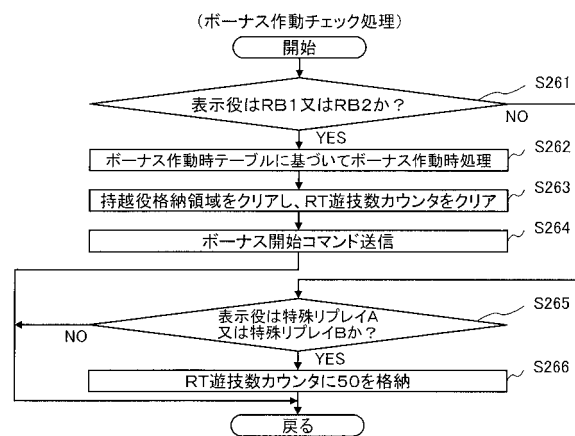 (ボーナス作動チェック処理)
開始
S261
表示役はRB1又はRB2か？
NO
YES
S262
ボーナス作動時テーブルに基づいてボーナス作動時処理
S263
持越役格納領域をクリアし、RT遊技数カウンタをクリア
S264
ボーナス開始コマンド送信
S265
表示役は特殊リプレイA
又は特殊リプレイBか？
NO
YES
S266
RT遊技数カウンタに50を格納
戻る